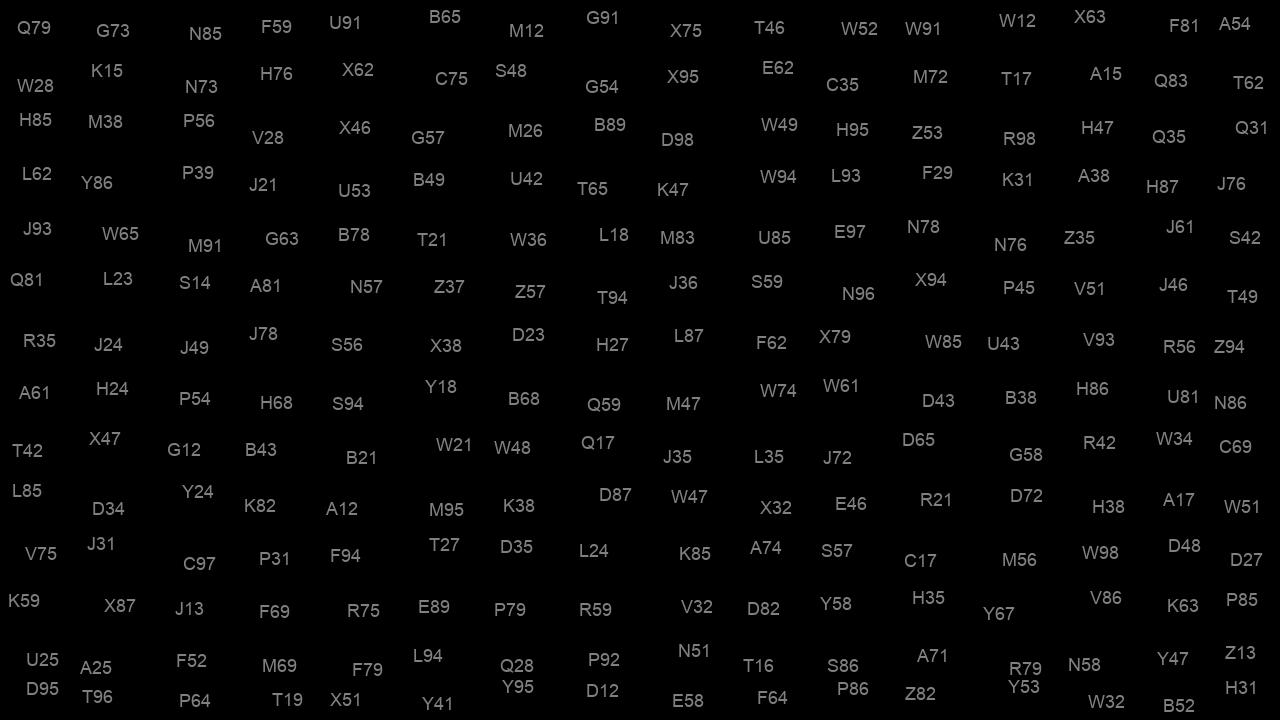 Q79 G73 N85 F59 U91 B65 M12 G91 X75 T46 W52 W91 W12 X63 F81 A54
W28 K15 N73 H76 X62 C75 S48 G54 X95 E62 C35 M72 T17 A15 Q83 T62
H85 M38 P56 V28 X46 G57 M26 B89 D98 W49 H95 Z53 R98 H47 Q35 Q31
L62 Y86 P39 J21 U53 B49 U42 T65 K47 W94 L93 F29 K31 A38 H87 J76
J93 W65 M91 G63 B78 T21 W36 L18 M83 U85 E97 N78 N76 Z35 J61 S42
Q81 L23 S14 A81 N57 Z37 Z57 T94 J36 S59 N96 X94 P45 V51 J46 T49
R35 J24 J49 J78 S56 X38 D23 H27 L87 F62 X79 W85 U43 V93 R56 Z94
A61 H24 P54 H68 S94 Y18 B68 Q59 M47 W74 W61 D43 B38 H86 U81 N86
T42 X47 G12 B43 B21 W21 W48 Q17 J35 L35 J72 D65 G58 R42 W34 C69
L85 D34 Y24 K82 A12 M95 K38 D87 W47 X32 E46 R21 D72 H38 A17 W51
V75 J31 C97 P31 F94 T27 D35 L24 K85 A74 S57 C17 M56 W98 D48 D27
K59 X87 J13 F69 R75 E89 P79 R59 V32 D82 Y58 H35 Y67 V86 K63 P85
U25 A25 F52 M69 F79 L94 Q28 P92 N51 T16 S86 A71 R79 N58 Y47 Z13
D95 T96 P64 T19 X51 Y41 Y95 D12 E58 F64 P86 Z82 Y53 W32 B52 H31